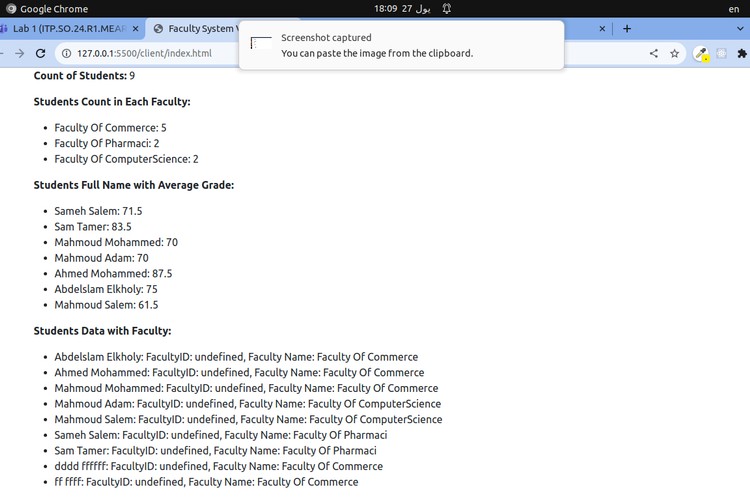 Google Chrome
18:09 27 يول
en
Lab 1 (ITP.SO.24.R1.MEAR
Faculty System
127.0.0.1:5500/client/index.html
Screenshot captured
You can paste the image from the clipboard.
Count of Students: 9
Students Count in Each Faculty:
Faculty Of Commerce: 5
Faculty Of Pharmaci: 2
Faculty Of ComputerScience: 2
Students Full Name with Average Grade:
Sameh Salem: 71.5
Sam Tamer: 83.5
Mahmoud Mohammed: 70
Mahmoud Adam: 70
Ahmed Mohammed: 87.5
Abdelslam Elkholy: 75
Mahmoud Salem: 61.5
Students Data with Faculty:
Abdelslam Elkholy: FacultyID: undefined, Faculty Name: Faculty Of Commerce
Ahmed Mohammed: FacultyID: undefined, Faculty Name: Faculty Of Commerce
Mahmoud Mohammed: FacultyID: undefined, Faculty Name: Faculty Of Commerce
Mahmoud Adam: FacultyID: undefined, Faculty Name: Faculty Of ComputerScience
Mahmoud Salem: FacultyID: undefined, Faculty Name: Faculty Of ComputerScience
Sameh Salem: FacultyID: undefined, Faculty Name: Faculty Of Pharmaci
Sam Tamer: FacultyID: undefined, Faculty Name: Faculty Of Pharmaci
dddd ffffff: FacultyID: undefined, Faculty Name: Faculty Of Commerce
ff ffff: FacultyID: undefined, Faculty Name: Faculty Of Commerce